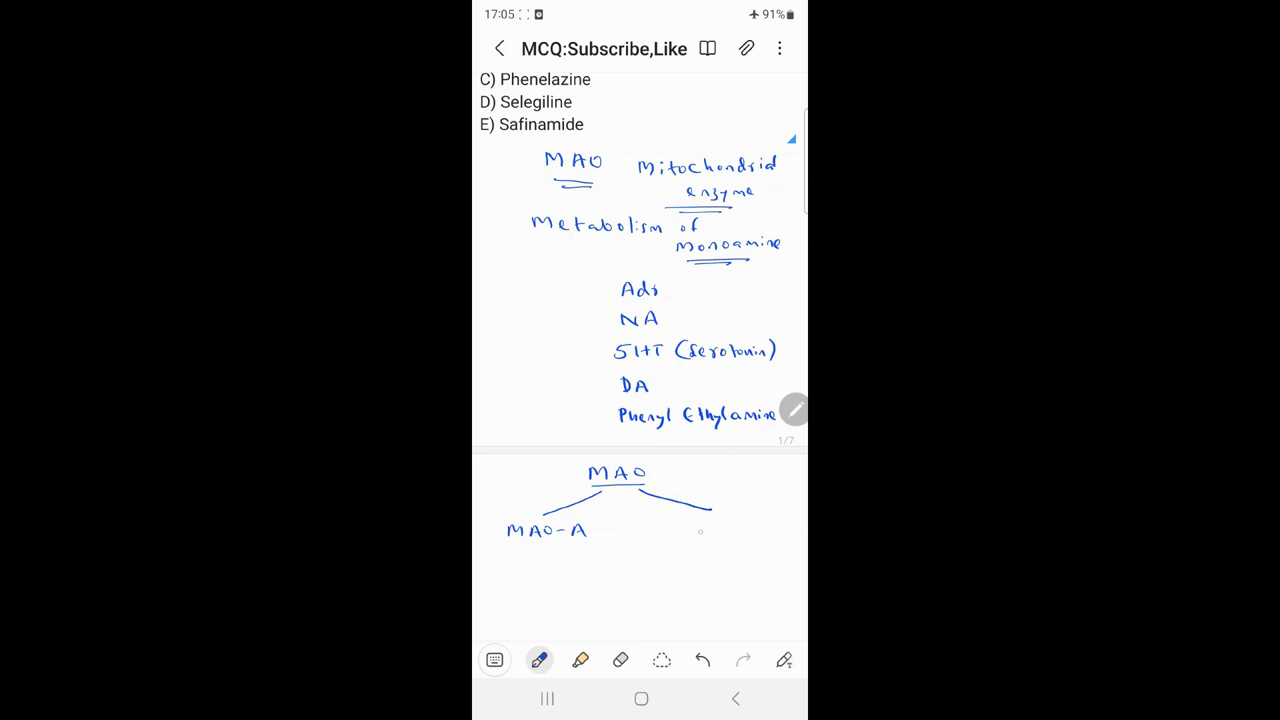 17:05 91%
MCQ:Subscribe,Like
C) Phenelazine
D) Selegiline
E) Safinamide
MAO Mitochondrial
enzyme
Metabolism of
monoamine
Adr
NA
5HT (Serotonin)
DA
Phenyl Ethylamine
1/7
MAO
MAO-A